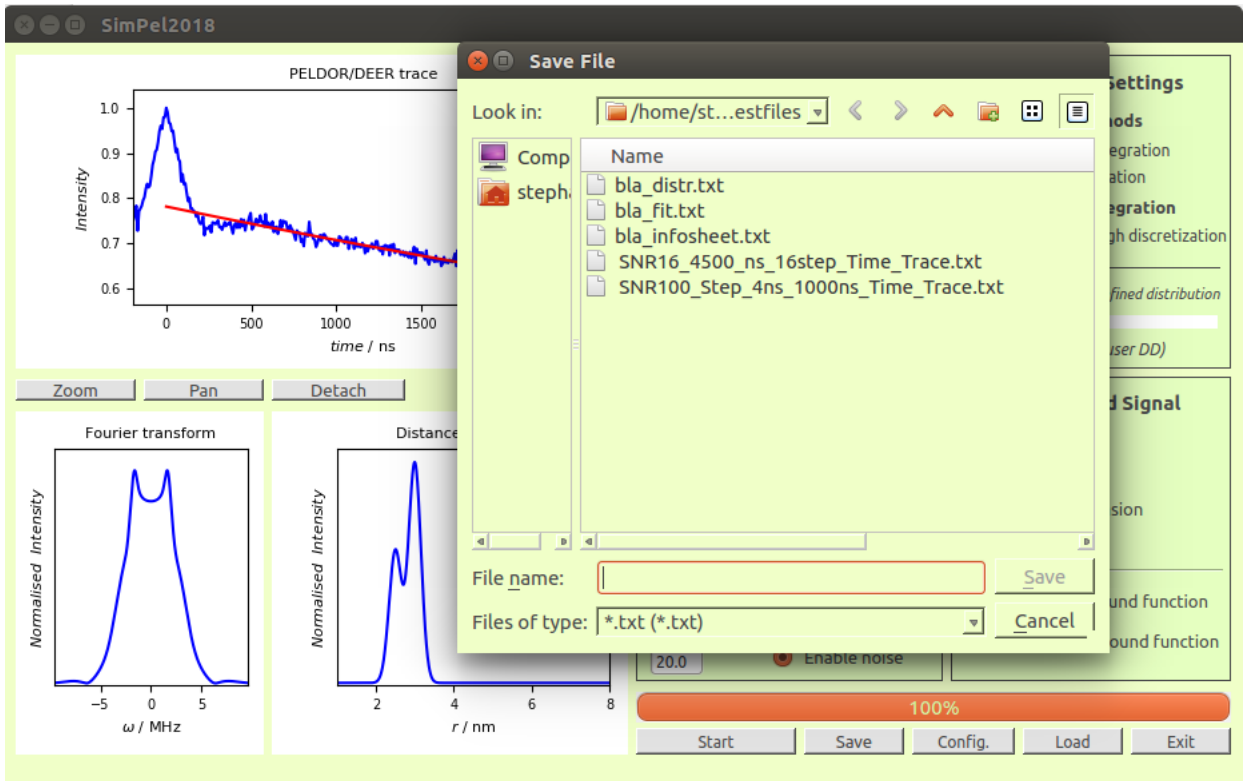 SimPel2018
PELDOR/DEER trace
1.0
0.9
0.8
0.7
0.6
Intensity
0
500
1000
1500
time / ns
Zoom
Pan
Detach
Fourier transform
Normalised Intensity
−5
0
5
ω / MHz
Distance
Normalised Intensity
2
4
6
8
r / nm
Save File
Look in:
/home/st...estfiles
Comp
steph
Name
bla_distr.txt
bla_fit.txt
bla_infosheet.txt
SNR16_4500_ns_16step_Time_Trace.txt
SNR100_Step_4ns_1000ns_Time_Trace.txt
File name:
Save
Files of type:
*.txt (*.txt)
Cancel
Settings
ods
egration
ation
egration
gh discretization
fined distribution
user DD)
d Signal
sion
und function
ound function
20.0
Enable noise
100%
Start
Save
Config.
Load
Exit